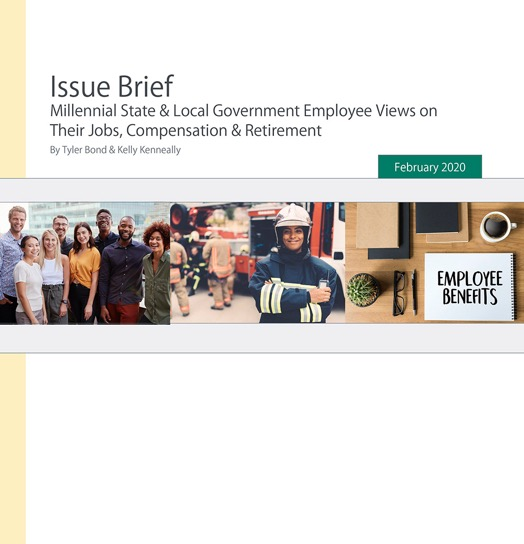 Issue Brief
Millennial State & Local Government Employee Views on
Their Jobs, Compensation & Retirement
By Tyler Bond & Kelly Kenneally
February 2020
EMPLOYEE
BENEFITS